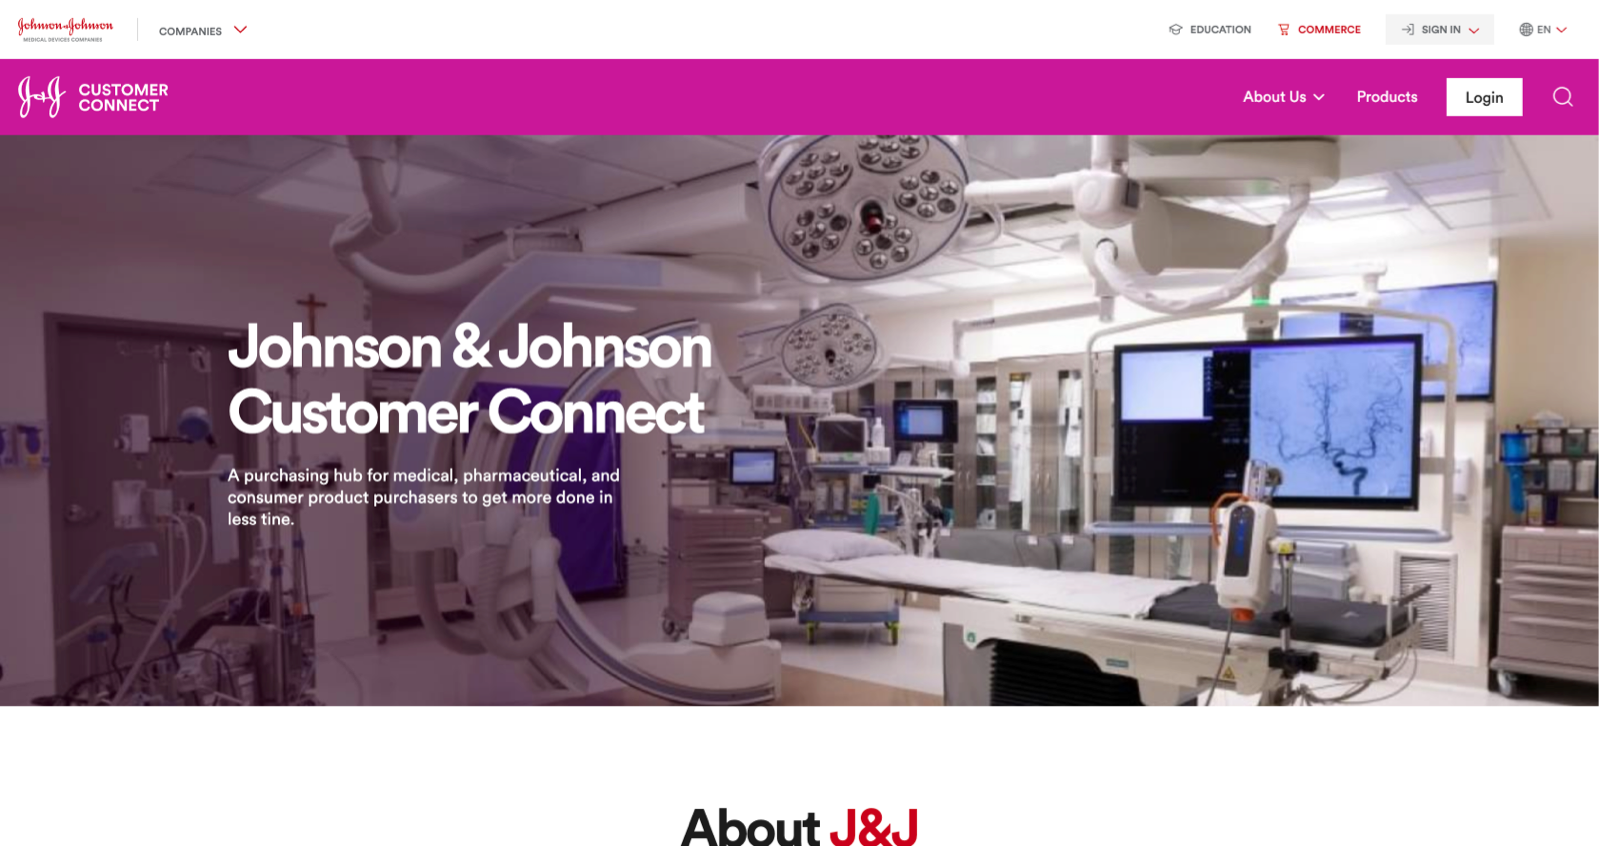 Johnson & Johnson
MEDICAL DEVICES COMPANIES
COMPANIES
EDUCATION
COMMERCE
SIGN IN
EN
J&J
CUSTOMER
CONNECT
About Us
Products
Login
Johnson & Johnson
Customer Connect
A purchasing hub for medical, pharmaceutical, and
consumer product purchasers to get more done in
less tine.
About J&J